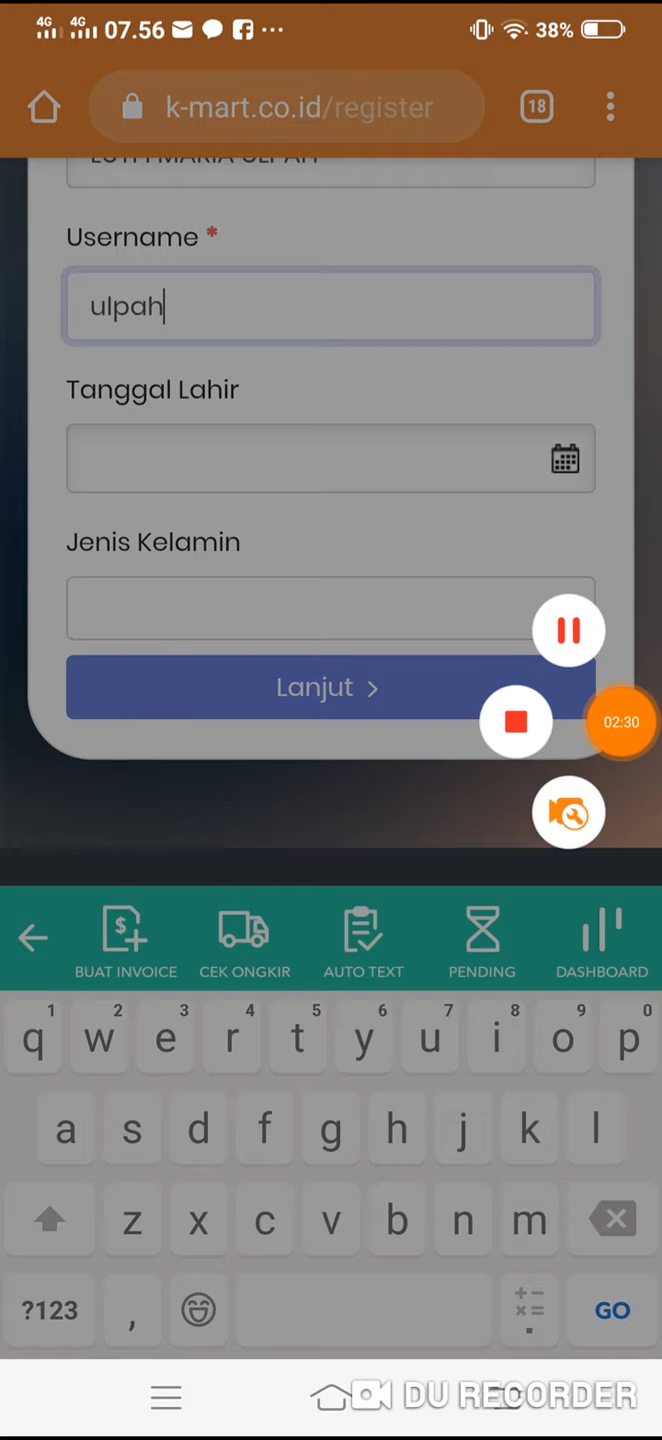 4G 4G 07.56 38%
k-mart.co.id/register 18
Username *
ulpah
Tanggal Lahir
Jenis Kelamin
Lanjut >
02:30
BUAT INVOICE CEK ONGKIR AUTO TEXT PENDING DASHBOARD
1 2 3 4 5 6 7 8 9 0
q w e r t y u i o p
a s d f g h j k l
z x c v b n m
?123 , . GO
DU RECORDER